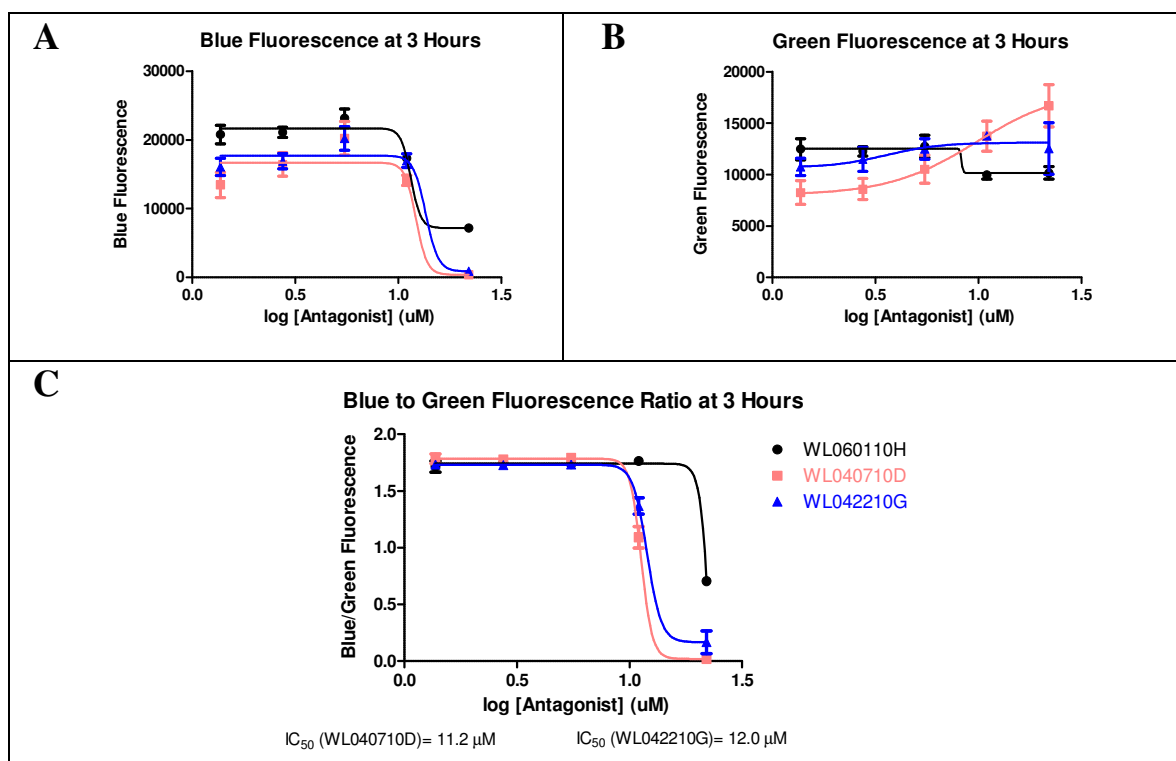 A
Blue Fluorescence at 3 Hours
30000
20000
10000
0
Blue Fluorescence
0.0 0.5 1.0 1.5
log [Antagonist] (uM)
B
Green Fluorescence at 3 Hours
20000
15000
10000
5000
0
Green Fluorescence
0.0 0.5 1.0 1.5
log [Antagonist] (uM)
C
Blue to Green Fluorescence Ratio at 3 Hours
2.0
1.5
1.0
0.5
0.0
Blue/Green Fluorescence
0.0 0.5 1.0 1.5
log [Antagonist] (uM)
WL060110H
WL040710D
WL042210G
IC50 (WL040710D)= 11.2 μM IC50 (WL042210G)= 12.0 μM